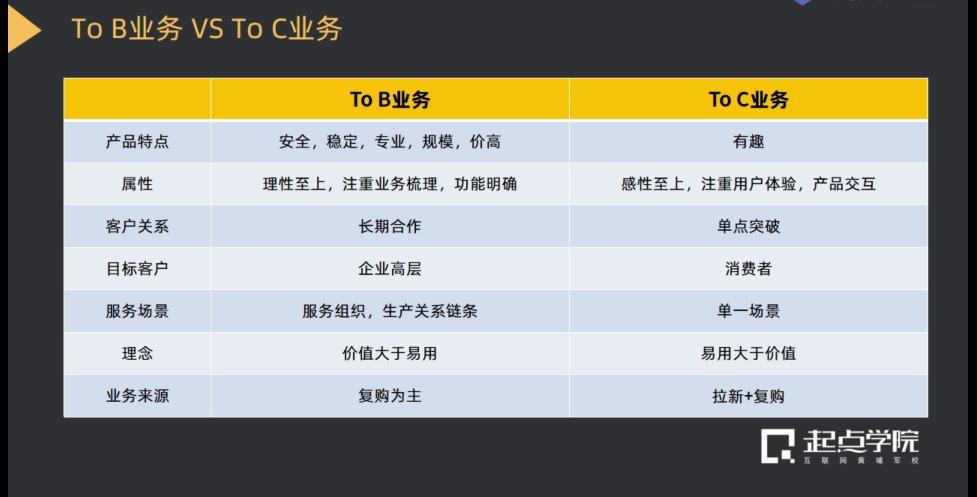 To B业务 VS To C业务
To B业务 To C业务
产品特点 安全，稳定，专业，规模，价高 有趣
属性 理性至上，注重业务梳理，功能明确 感性至上，注重用户体验，产品交互
客户关系 长期合作 单点突破
目标客户 企业高层 消费者
服务场景 服务组织，生产关系链条 单一场景
理念 价值大于易用 易用大于价值
业务来源 复购为主 拉新+复购
起点学院
互联网黄埔军校